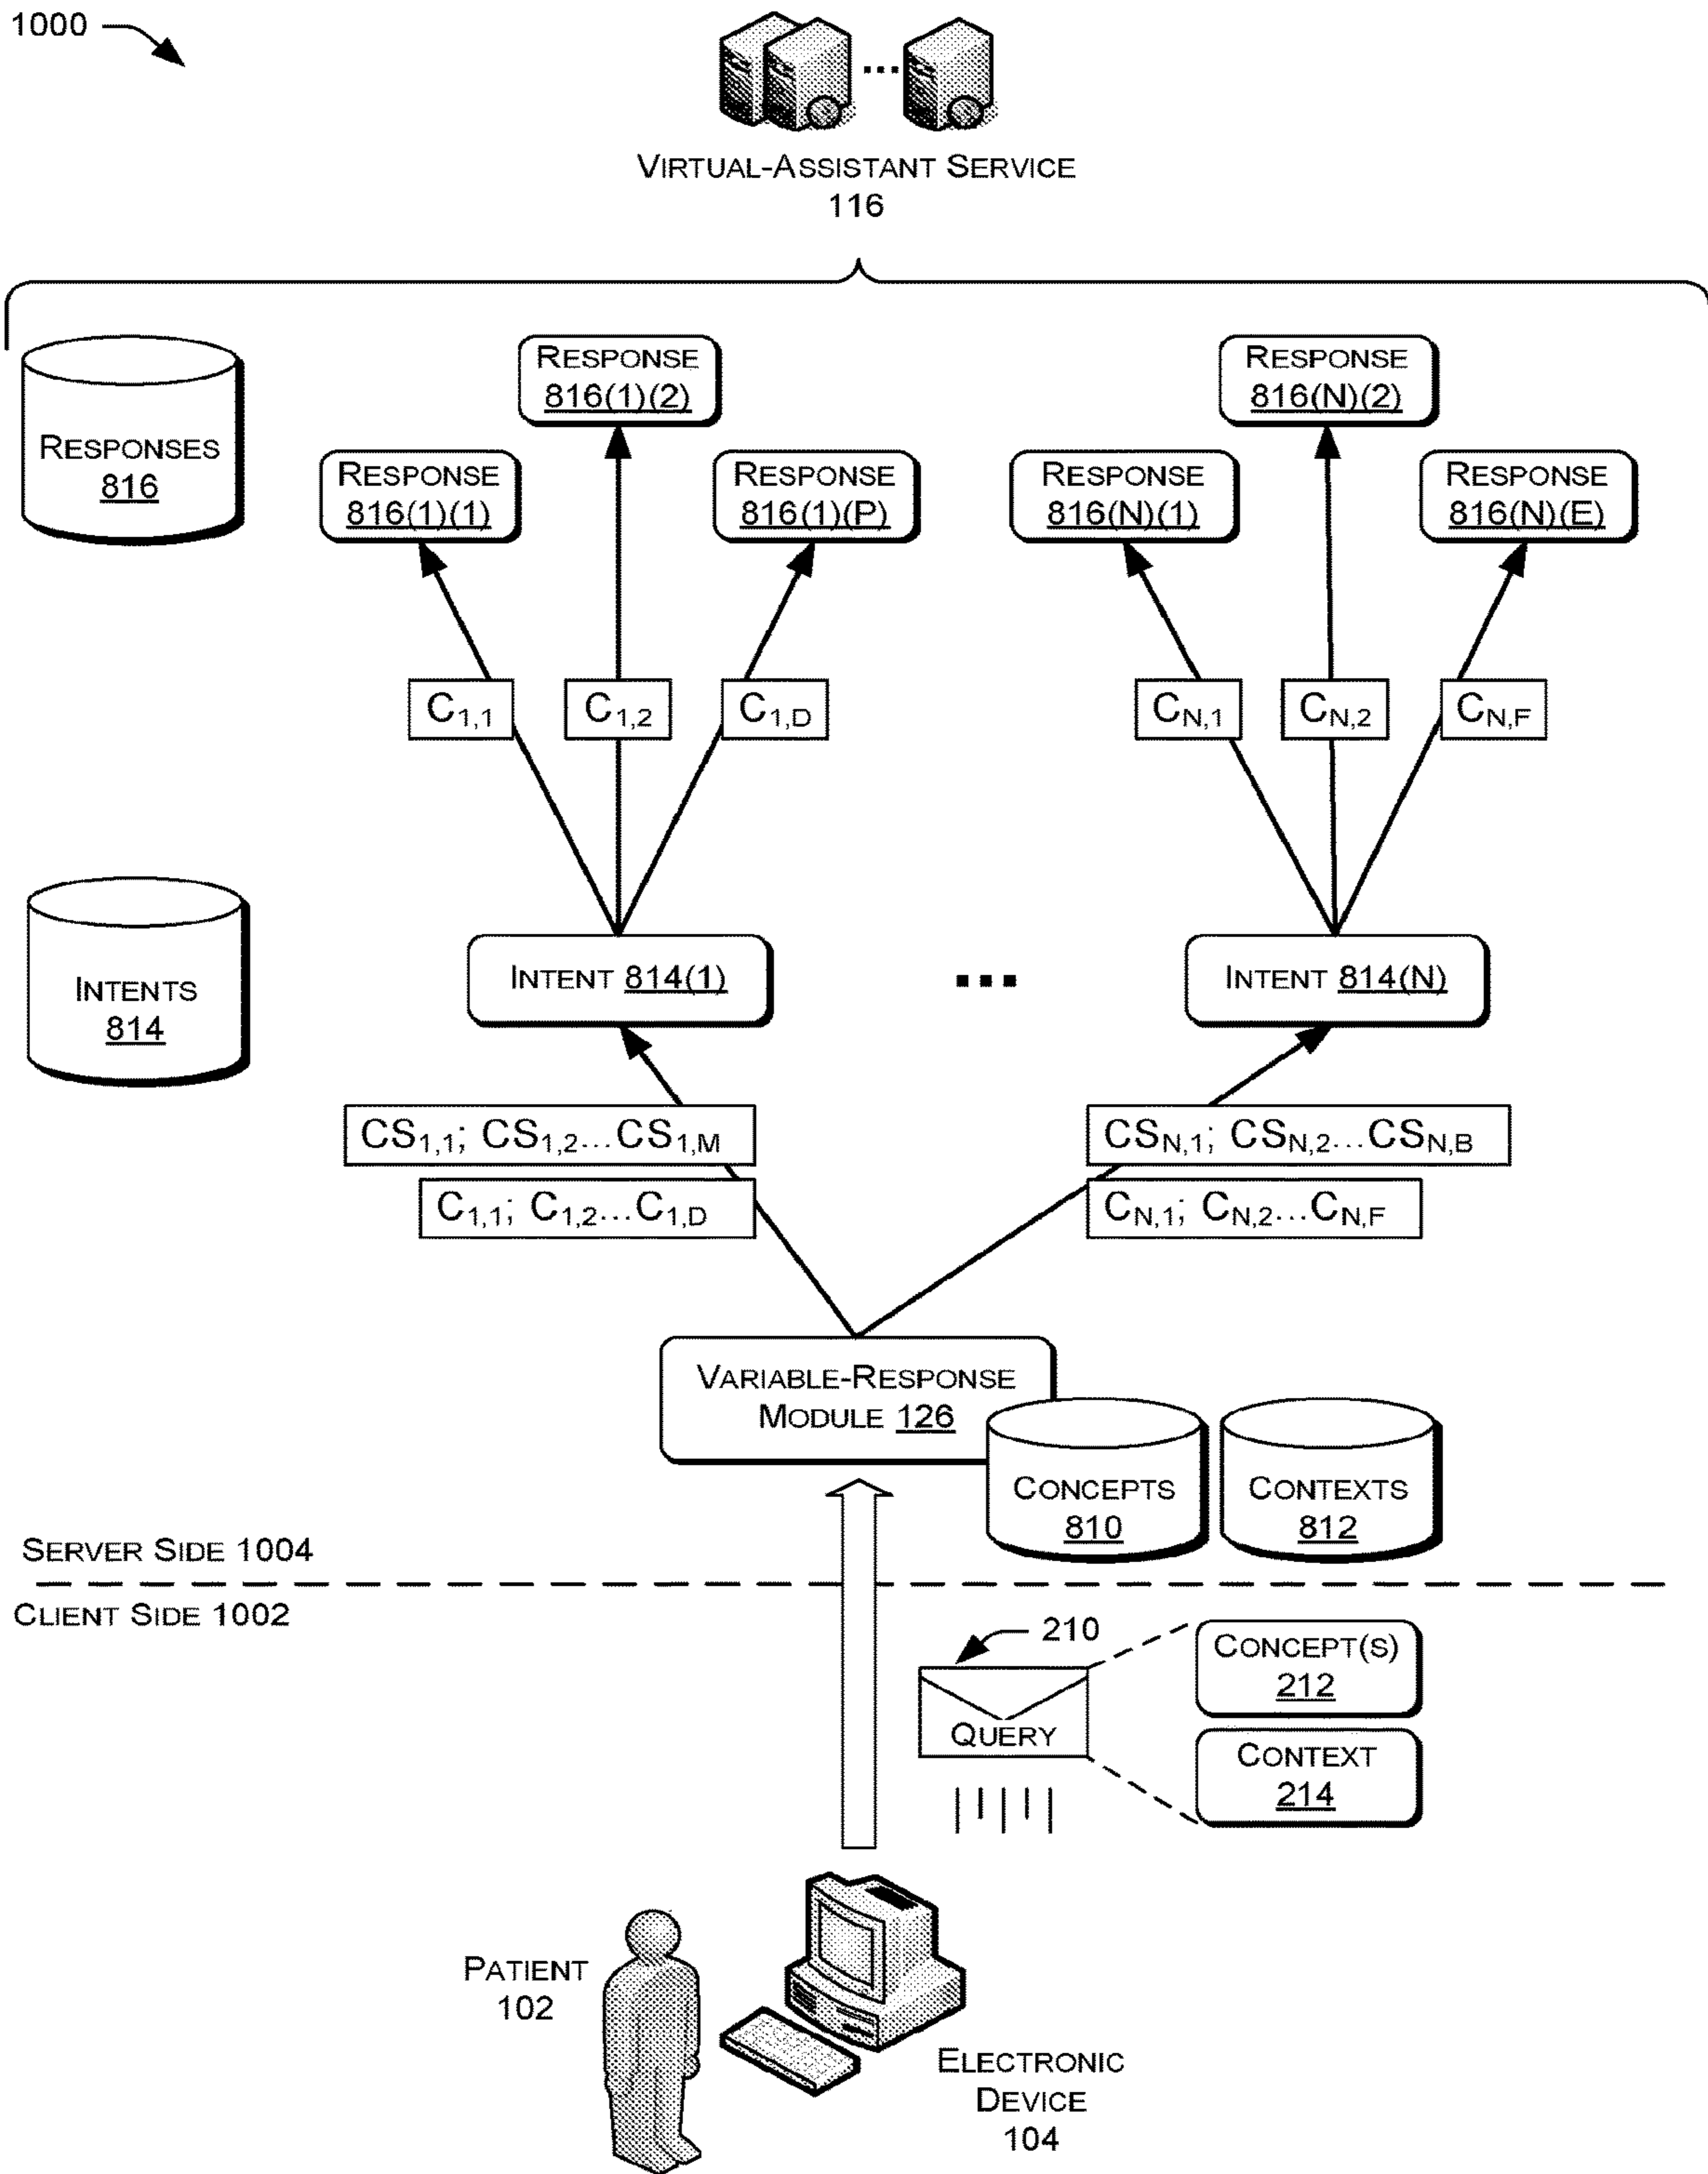 1000
VIRTUAL-ASSISTANT SERVICE
116
RESPONSES
816
RESPONSE
816(1)(1)
RESPONSE
816(1)(2)
RESPONSE
816(1)(P)
RESPONSE
816(N)(1)
RESPONSE
816(N)(2)
RESPONSE
816(N)(E)
C1,1
C1,2
C1,D
CN,1
CN,2
CN,F
INTENTS
814
INTENT 814(1)
...
INTENT 814(N)
CS1,1; CS1,2...CS1,M
C1,1; C1,2...C1,D
CSN,1; CSN,2...CSN,B
CN,1; CN,2...CN,F
VARIABLE-RESPONSE
MODULE 126
CONCEPTS
810
CONTEXTS
812
SERVER SIDE 1004
CLIENT SIDE 1002
210
QUERY
CONCEPT(S)
212
CONTEXT
214
PATIENT
102
ELECTRONIC
DEVICE
104